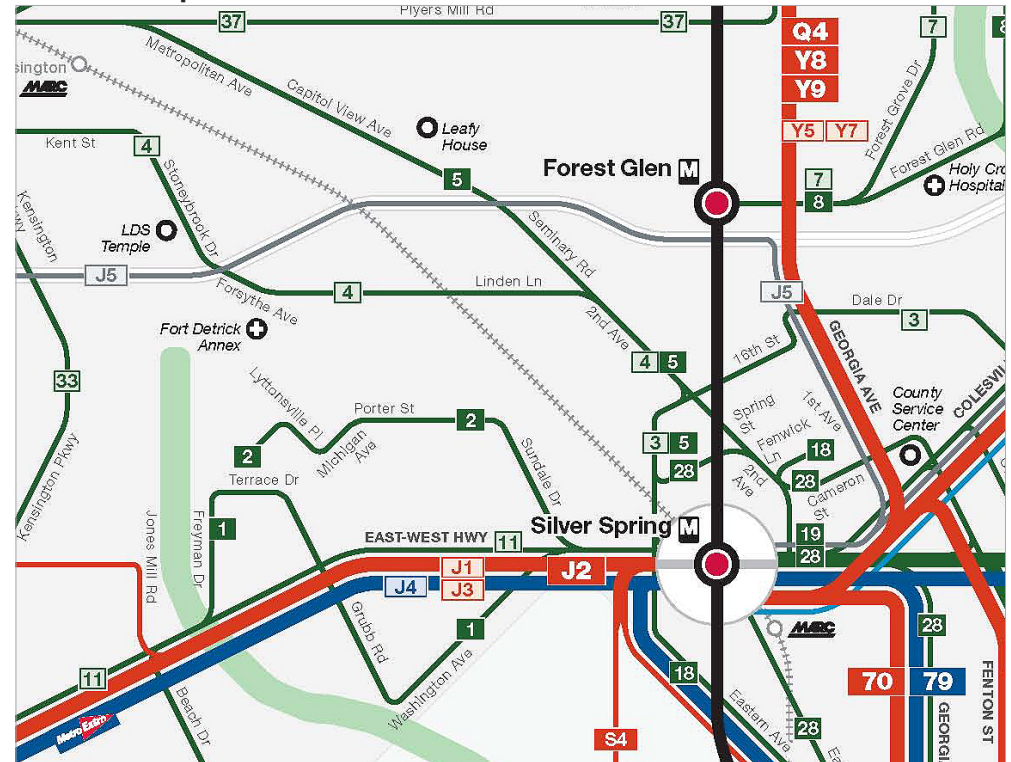 Plyers Mill Rd
37
37
Q4
Y8
Y9
7
Metropolitan Ave
sington
MARC
Capitol View Ave
Leafy
House
Y5
Y7
Forest Grove Dr
Forest Glen Rd
Kent St
4
Stoneybrook Dr
5
Forest Glen M
7
8
Holy Cro
Hospital
Kensington
LDS
Temple
Seminary Rd
J5
Forsythe Ave
4
Linden Ln
J5
Dale Dr
3
Fort Detrick
Annex
2nd Ave
16th St
GEORGIA AVE
COLESVIL
33
Lyttonsville Pl
4
5
County
Service
Center
Porter St
2
Michigan
Ave
2
Spring
St
1st Ave
Fenwick
Ln
18
3
5
28
2nd
Ave
28
Cameron
St
Sundale Dr
Terrace Dr
Kensington Pkwy
Jones Mill Rd
Freyman Dr
1
EAST-WEST HWY
11
Silver Spring M
19
28
J1
J2
J4
J3
Grubb Rd
1
Washington Ave
MARC
28
11
18
70
79
Beach Dr
MetroExtra
S4
Eastern Ave
28
Ea
GEORGI
FENTON ST